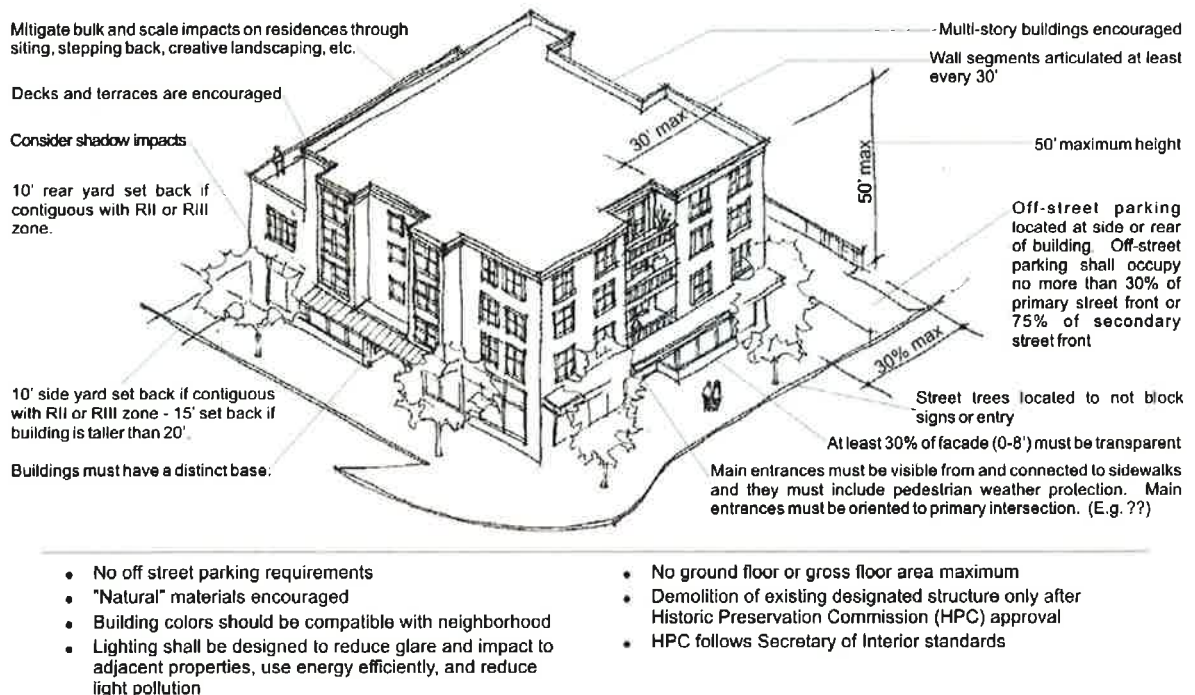 Mitigate bulk and scale impacts on residences through
siting, stepping back, creative landscaping, etc.
Decks and terraces are encouraged
Consider shadow impacts
10' rear yard set back if
contiguous with RII or RIII
zone.
10' side yard set back if contiguous
with RII or RIII zone - 15' set back if
building is taller than 20'.
Buildings must have a distinct base.
30' max
50' max
30% max
Multi-story buildings encouraged
Wall segments articulated at least
every 30'
50' maximum height
Off-street parking
located at side or rear
of building. Off-street
parking shall occupy
no more than 30% of
primary street front or
75% of secondary
street front
Street trees located to not block
signs or entry
At least 30% of facade (0-8') must be transparent
Main entrances must be visible from and connected to sidewalks
and they must include pedestrian weather protection. Main
entrances must be oriented to primary intersection. (E.g. ??)
• No off street parking requirements
• "Natural" materials encouraged
• Building colors should be compatible with neighborhood
• Lighting shall be designed to reduce glare and impact to
adjacent properties, use energy efficiently, and reduce
light pollution
• No ground floor or gross floor area maximum
• Demolition of existing designated structure only after
Historic Preservation Commission (HPC) approval
• HPC follows Secretary of Interior standards